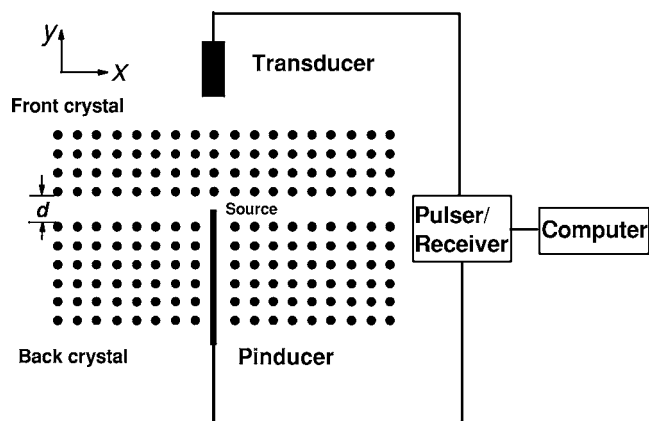 y
x
Transducer
Front crystal
d
Source
Pulser/
Receiver
Computer
Back crystal
Pinducer